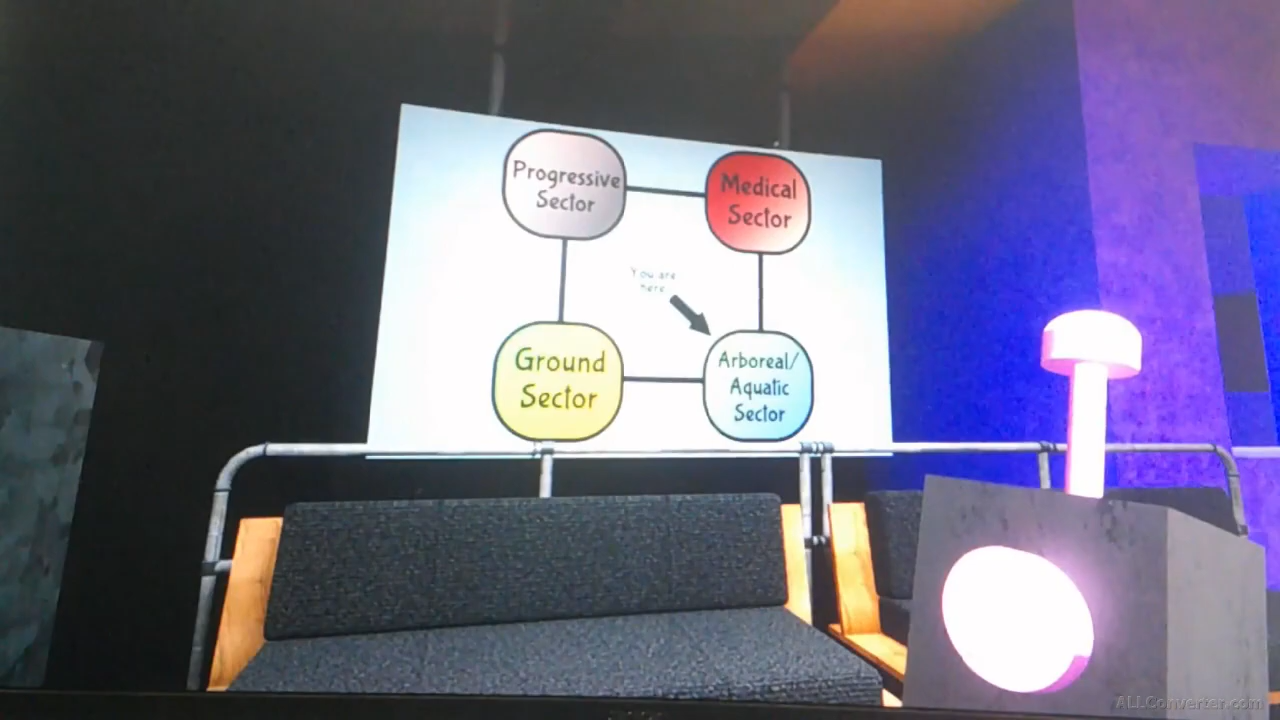 Progressive
Sector
Medical
Sector
You are
here
Ground
Sector
Arboreal/
Aquatic
Sector
ALLConverter.com